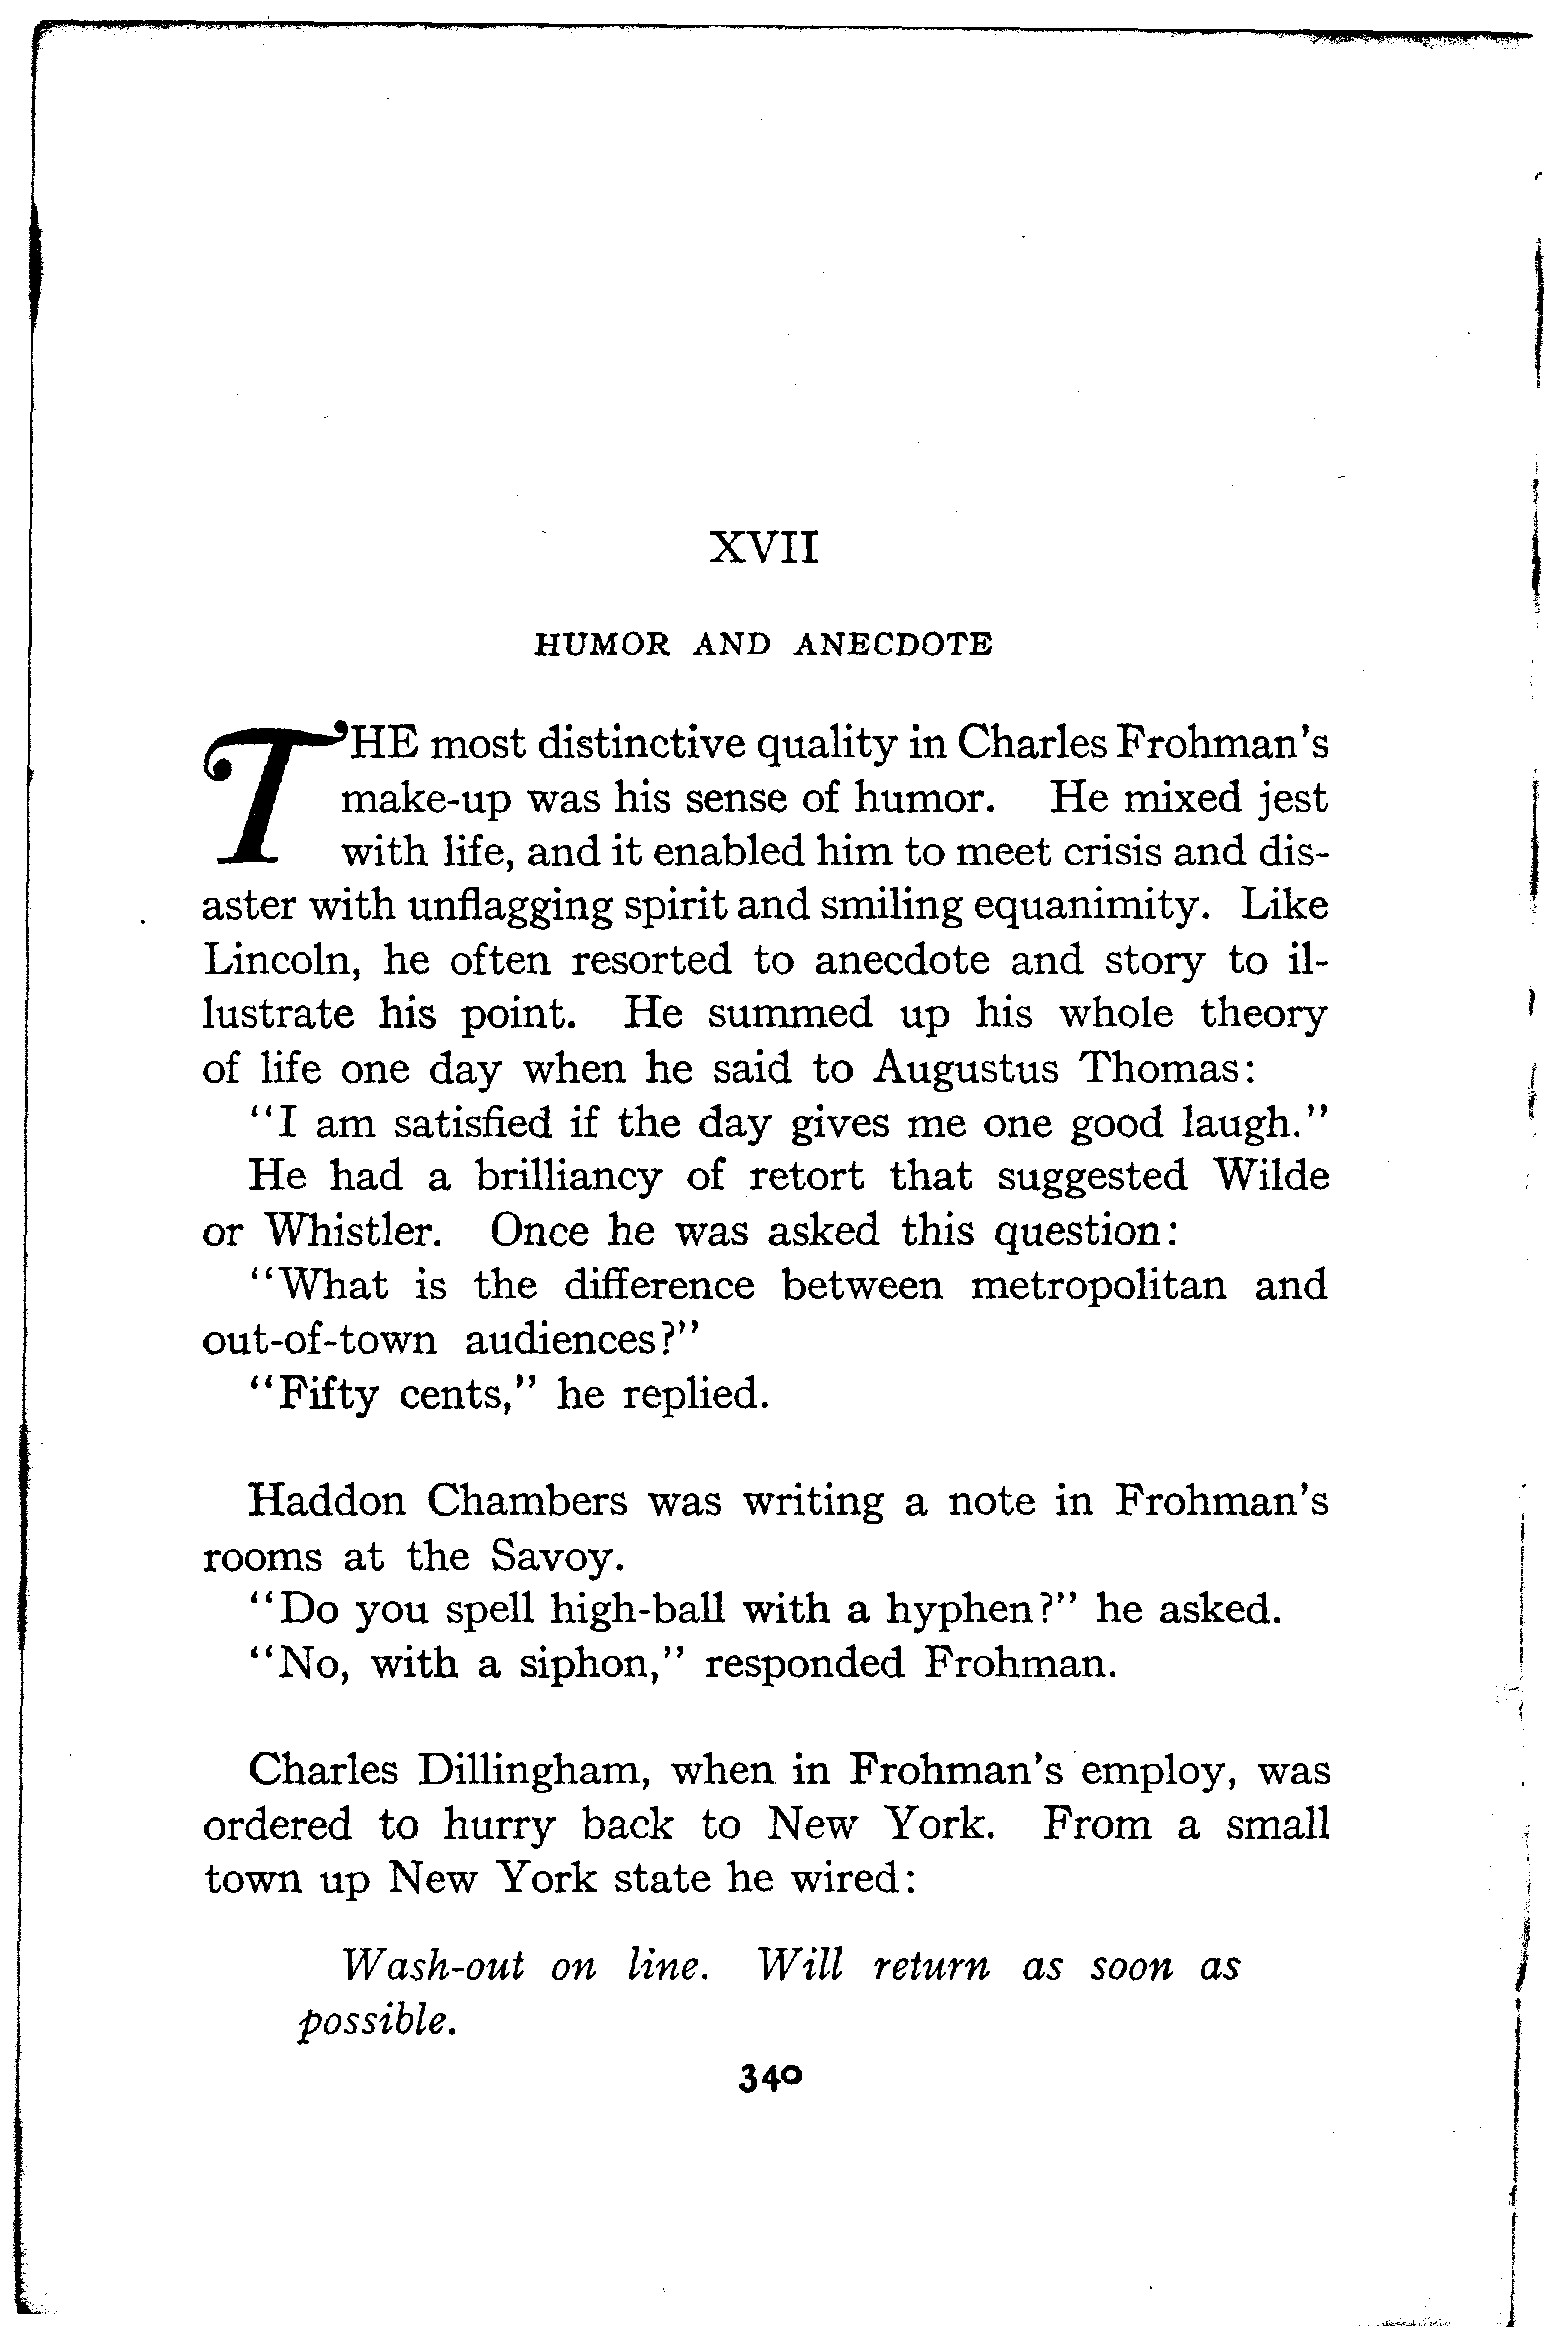 XVII
HUMOR AND ANECDOTE
THE most distinctive quality in Charles Frohman's
make-up was his sense of humor. He mixed jest
with life, and it enabled him to meet crisis and dis-
aster with unflagging spirit and smiling equanimity. Like
Lincoln, he often resorted to anecdote and story to il-
lustrate his point. He summed up his whole theory
of life one day when he said to Augustus Thomas:
"I am satisfied if the day gives me one good laugh."
He had a brilliancy of retort that suggested Wilde
or Whistler. Once he was asked this question:
"What is the difference between metropolitan and
out-of-town audiences?"
"Fifty cents," he replied.
Haddon Chambers was writing a note in Frohman's
rooms at the Savoy.
"Do you spell high-ball with a hyphen?" he asked.
"No, with a siphon," responded Frohman.
Charles Dillingham, when in Frohman's employ, was
ordered to hurry back to New York. From a small
town up New York state he wired:
Wash-out on line. Will return as soon as
possible.
340